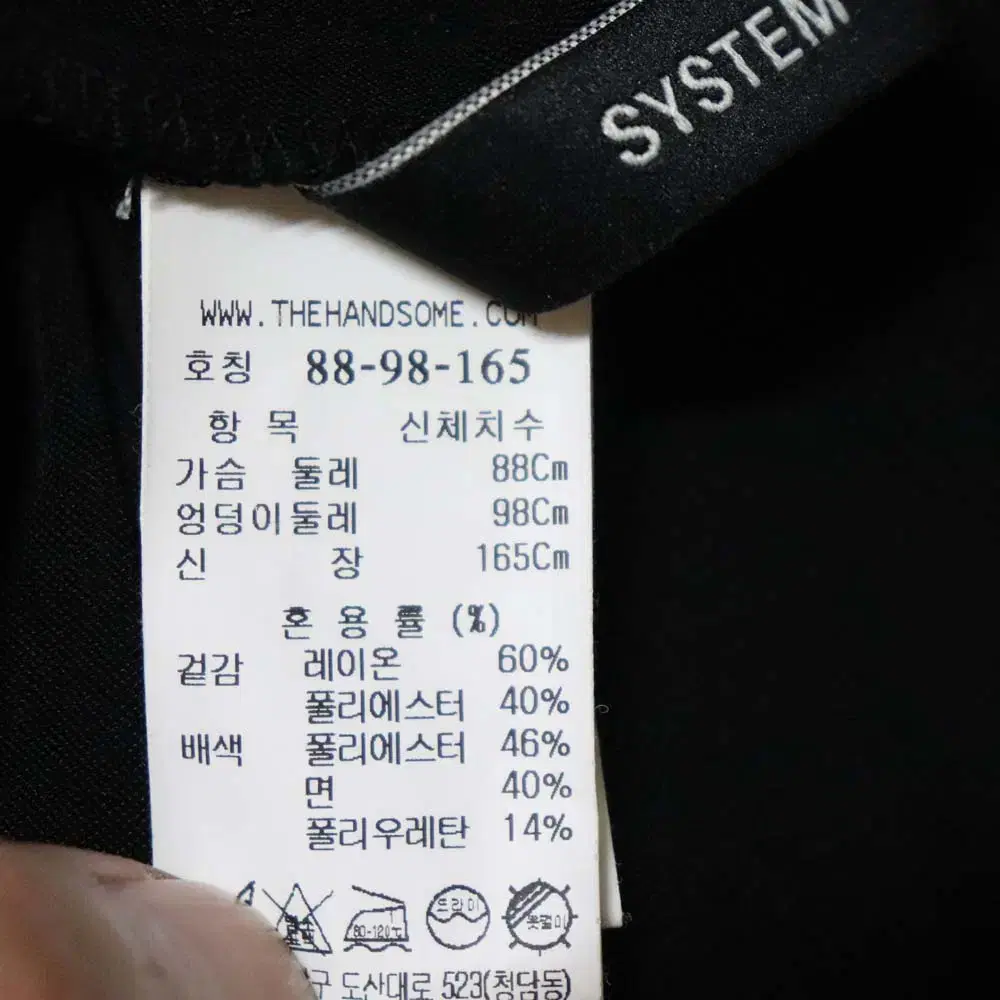 SYSTEM
WWW.THEHANDSOME.COM
호칭 88-98-165
항 목 신체치수
가슴 둘레 88Cm
엉덩이둘레 98Cm
신 장 165Cm
혼 용 률 (%)
겉감 레이온 60%
폴리에스터 40%
배색 폴리에스터 46%
면 40%
폴리우레탄 14%
80-120℃ 드라이 옷걸이
구 도산대로 523(청담동)